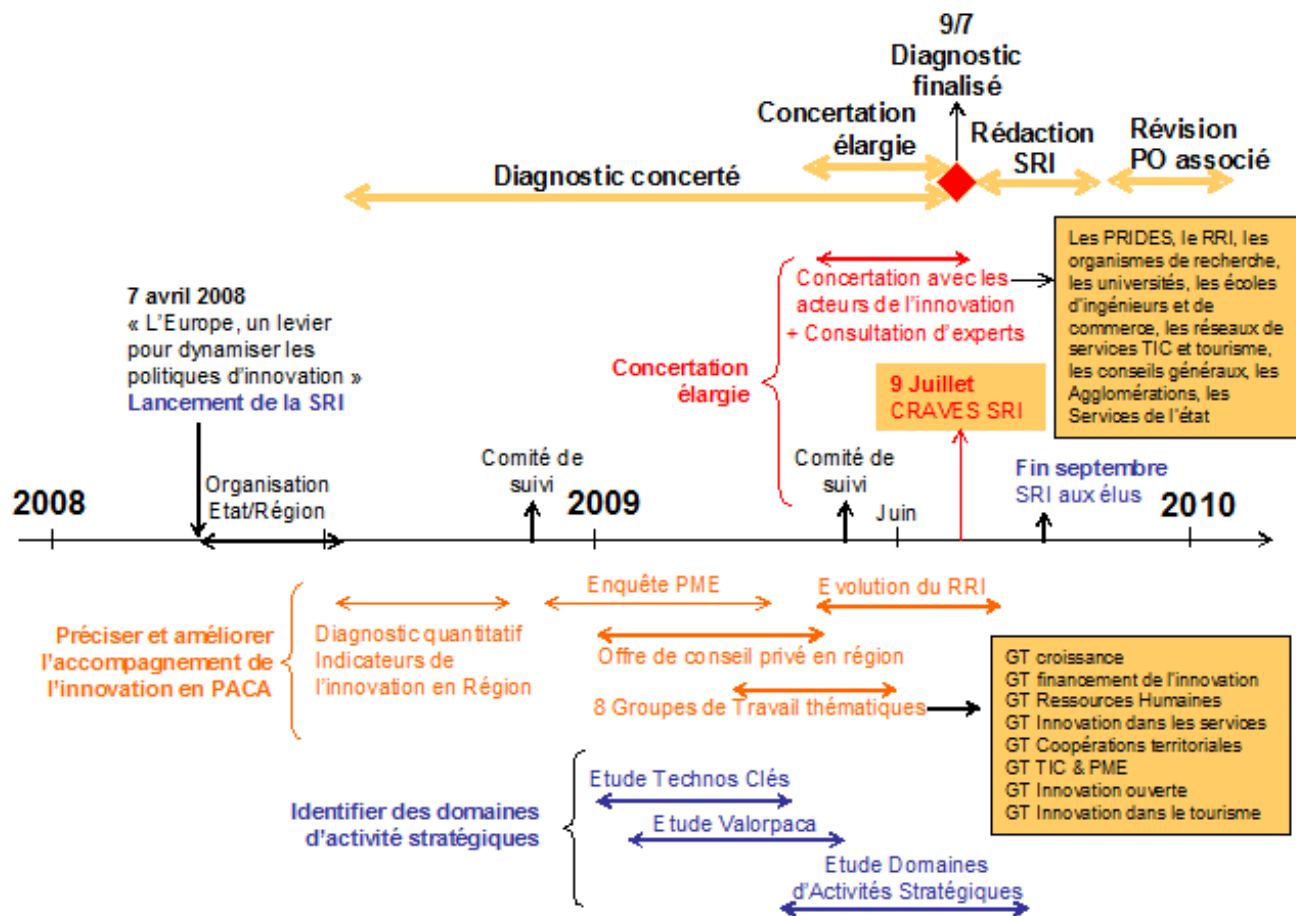 9/7
Diagnostic
finalisé
Concertation
élargie
Rédaction
SRI
Révision
PO associé
Diagnostic concerté
Les PRIDES, le RRI, les
organismes de recherche,
les universités, les écoles
d'ingénieurs et de
commerce, les réseaux de
services TIC et tourisme,
les conseils généraux, les
Agglomérations, les
Services de l'état
7 avril 2008
« L'Europe, un levier
pour dynamiser les
politiques d'innovation »
Lancement de la SRI
Concertation avec les
acteurs de l'innovation
+ Consultation d'experts
Concertation
élargie
9 Juillet
CRAVES SRI
Organisation
Etat/Région
Comité de
suivi
Comité de
suivi
Fin septembre
SRI aux élus
2008
2009
Juin
2010
Enquête PME
Evolution du RRI
Préciser et améliorer
l'accompagnement de
l'innovation en PACA
Diagnostic quantitatif
Indicateurs de
l'innovation en Région
Offre de conseil privé en région
8 Groupes de Travail thématiques
GT croissance
GT financement de l'innovation
GT Ressources Humaines
GT Innovation dans les services
GT Coopérations territoriales
GT TIC & PME
GT Innovation ouverte
GT Innovation dans le tourisme
Identifier des domaines
d'activité stratégiques
Etude Technos Clés
Etude Valorpaca
Etude Domaines
d'Activités Stratégiques